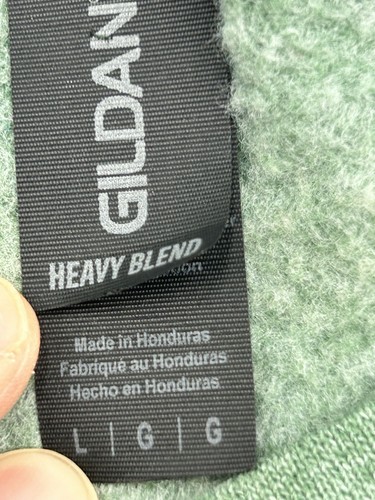 GILDAN
HEAVY BLEND
Made in Honduras
Fabriqué au Honduras
Hecho en Honduras
L | G | G